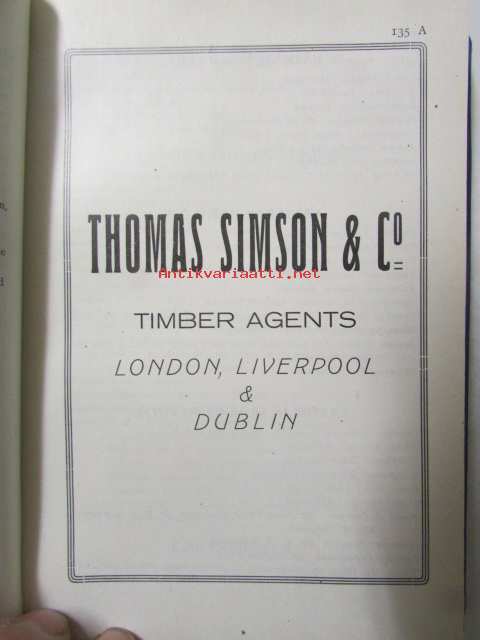 135 A
THOMAS SIMSON & Cº
Antikvariaatti.net
TIMBER AGENTS
LONDON, LIVERPOOL
&
DUBLIN